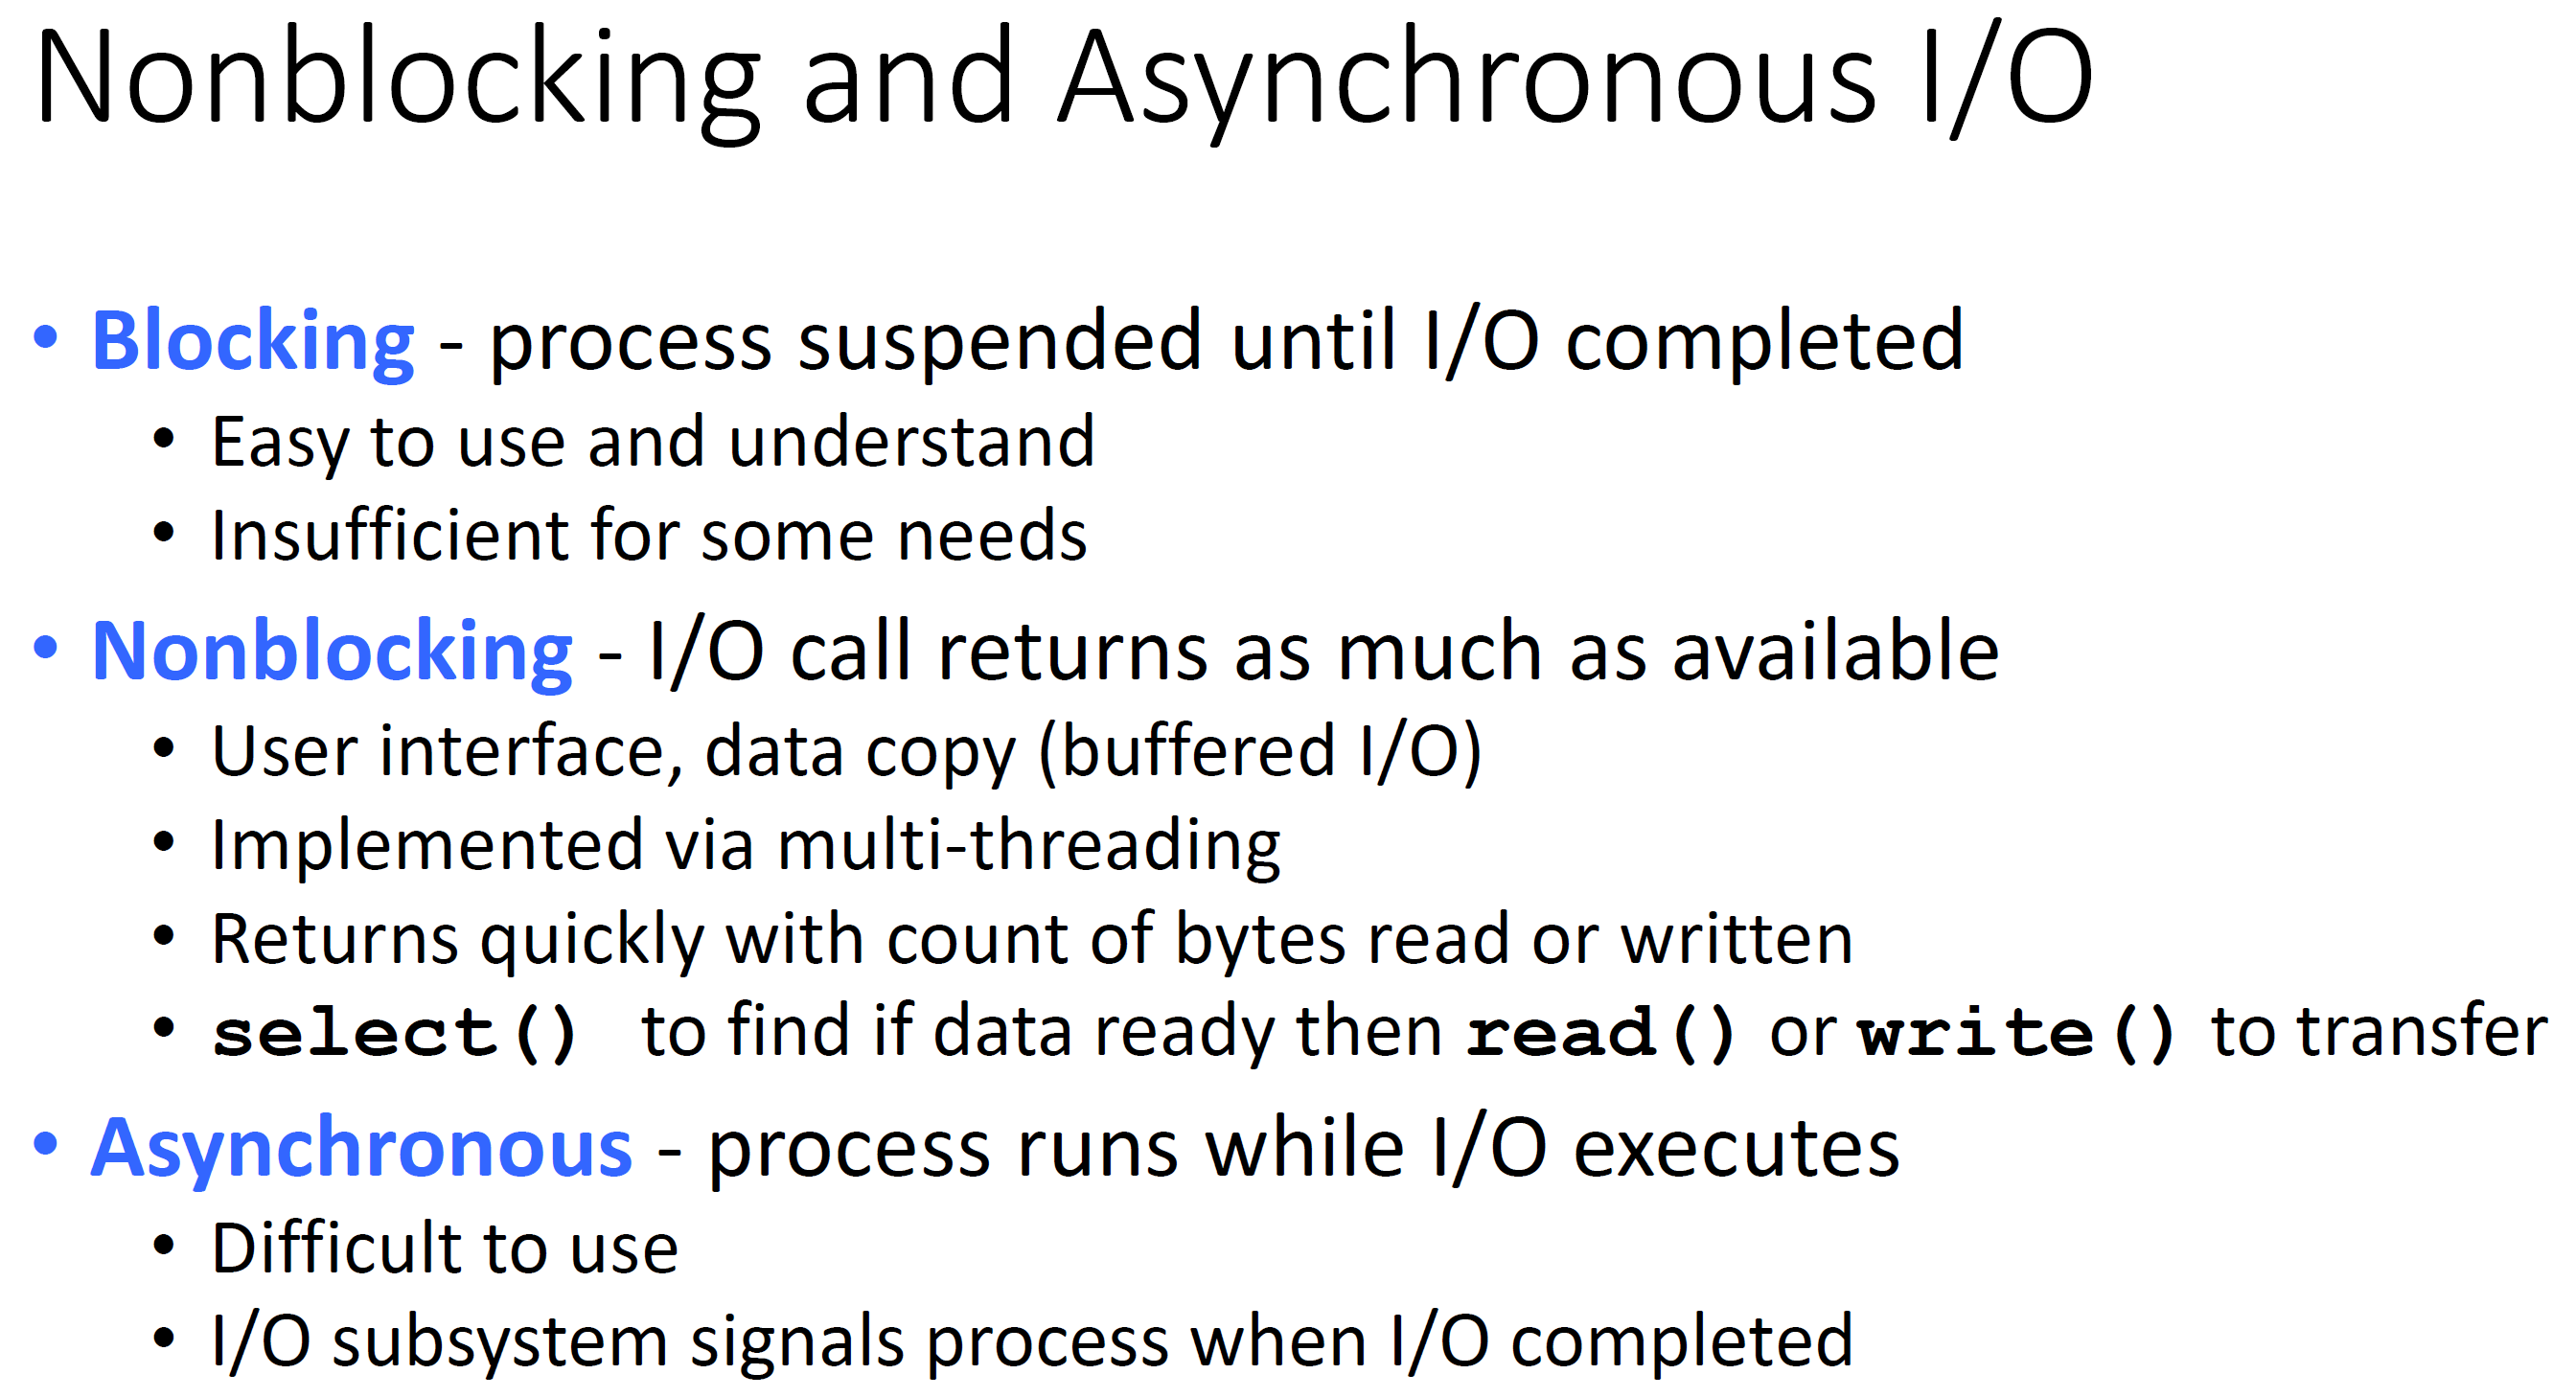 Nonblocking and Asynchronous I/O
• Blocking - process suspended until I/O completed
• Easy to use and understand
• Insufficient for some needs
• Nonblocking - I/O call returns as much as available
• User interface, data copy (buffered I/O)
• Implemented via multi-threading
• Returns quickly with count of bytes read or written
• select() to find if data ready then read() or write() to transfer
• Asynchronous - process runs while I/O executes
• Difficult to use
• I/O subsystem signals process when I/O completed